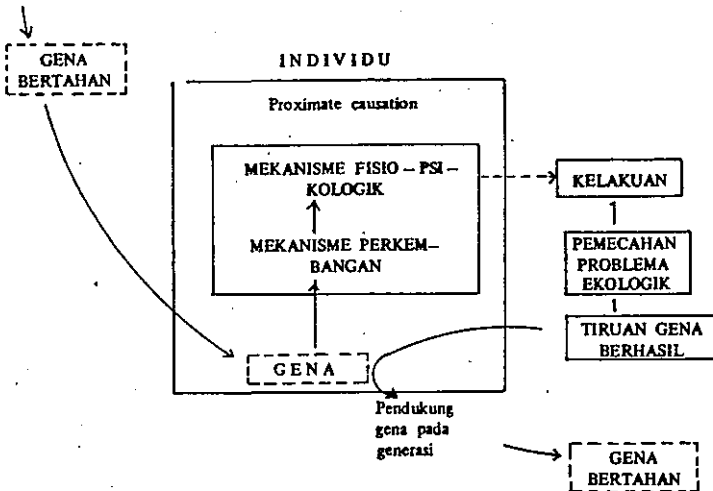 GENA
BERTAHAN
INDIVIDU
Proximate causation
MEKANISME FISIO – PSI –
KOLOGIK
MEKANISME PERKEM–
BANGAN
GENA
KELAKUAN
PEMECAHAN
PROBLEMA
EKOLOGIK
TIRUAN GENA
BERHASIL
Pendukung
gena pada
generasi
GENA
BERTAHAN